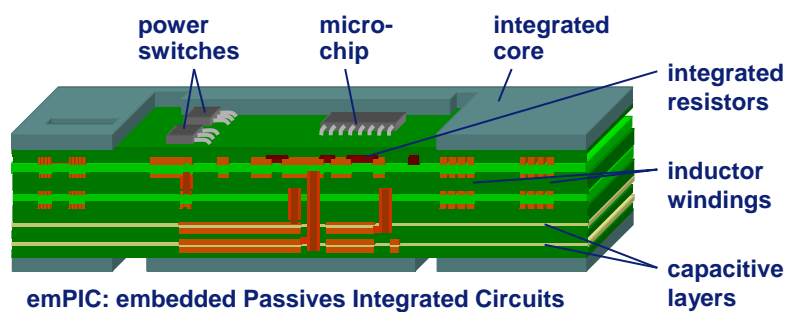 power
switches
micro-
chip
integrated
core
integrated
resistors
inductor
windings
capacitive
layers
emPIC: embedded Passives Integrated Circuits